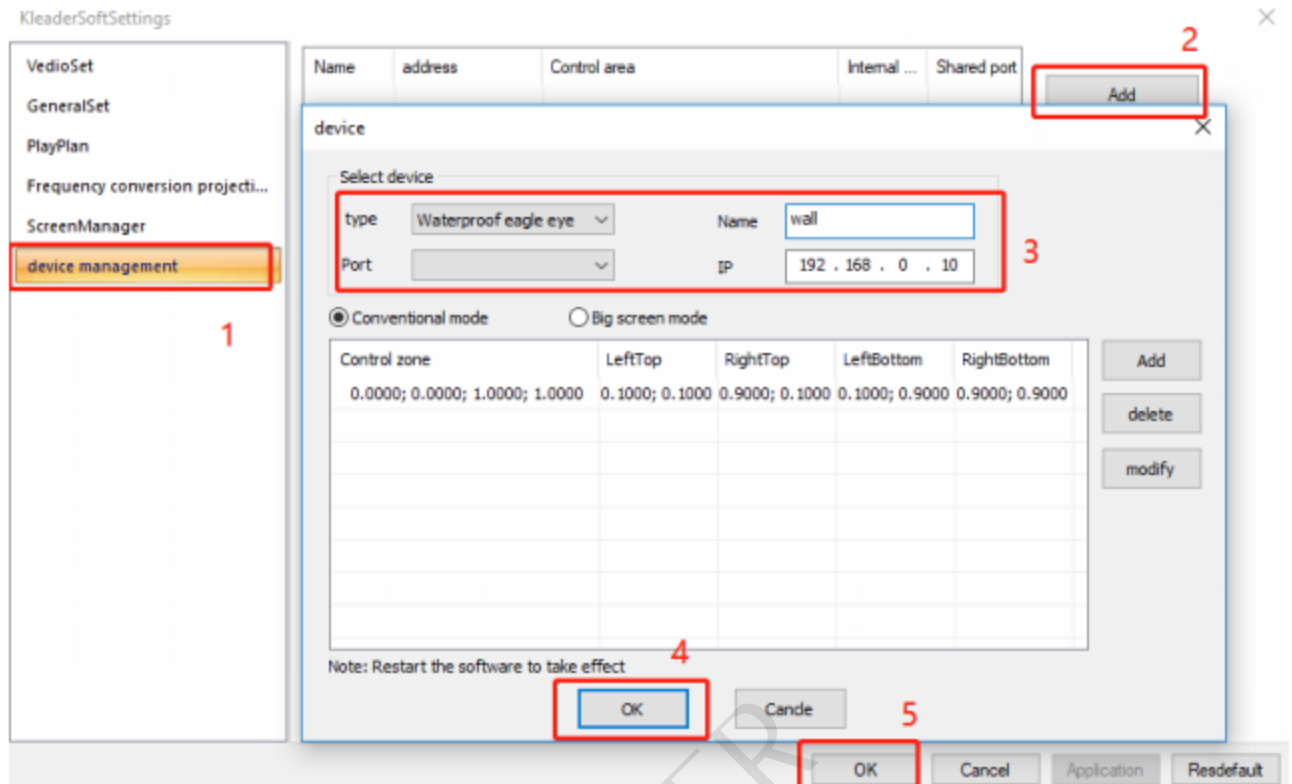 KleaderSoftSettings
VedioSet
GeneralSet
PlayPlan
Frequency conversion projecti...
ScreenManager
device management
1
Name address Control area Internal ... Shared port
2
Add
device
Select device
type Waterproof eagle eye Name wall
Port IP 192 . 168 . 0 . 10
3
Conventional mode Big screen mode
Control zone LeftTop RightTop LeftBottom RightBottom
0.0000; 0.0000; 1.0000; 1.0000 0.1000; 0.1000 0.9000; 0.1000 0.1000; 0.9000 0.9000; 0.9000
Add
delete
modify
Note: Restart the software to take effect
4
OK Cande
5
OK Cancel Application Resdefault